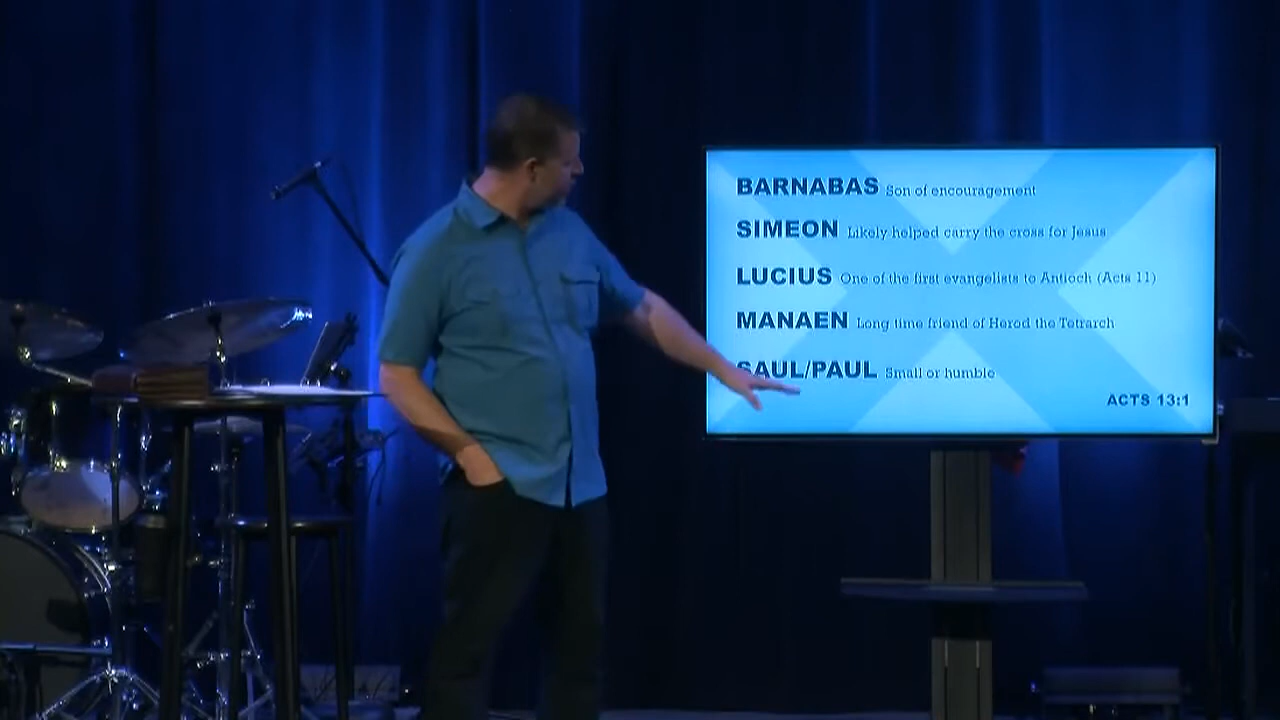 BARNABAS Son of encouragement
SIMEON Likely helped carry the cross for Jesus
LUCIUS One of the first evangelists to Antioch (Acts 11)
MANAEN Long time friend of Herod the Tetrarch
SAUL/PAUL Small or humble
ACTS 13:1